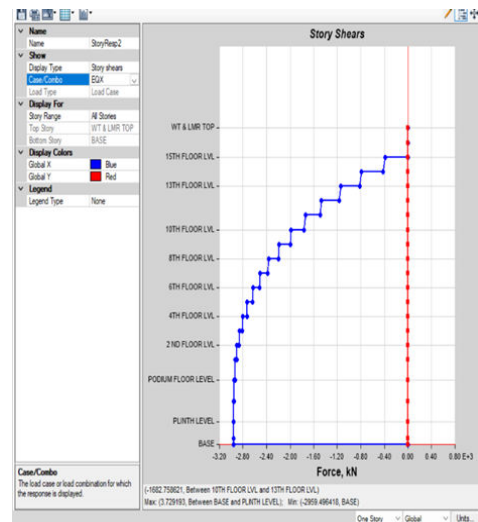 Story Shears
Name
Name StoryResp2
Show
Display Type Story shears
Case/Combo EQX
Load Type Load Case
Display For
Story Range All Stories
Top Story WT & LMR TOP
Bottom Story BASE
Display Colors
Global X Blue
Global Y Red
Legend
Legend Type None
WT & LMR TOP
15TH FLOOR LVL
13TH FLOOR LVL
10TH FLOOR LVL
8TH FLOOR LVL
6TH FLOOR LVL
4TH FLOOR LVL
2 ND FLOOR LVL
PODIUM FLOOR LEVEL
PLINTH LEVEL
BASE
-3.20 -2.80 -2.40 -2.00 -1.60 -1.20 -0.80 -0.40 0.00 0.40 0.80 E+3
Force, kN
Case/Combo
The load case or load combination for which
the response is displayed.
(-1682.758621, Between 10TH FLOOR LVL and 13TH FLOOR LVL)
Max: (3.729193, Between BASE and PLINTH LEVEL); Min: (-2959.496418, BASE)
One Story Global Units...